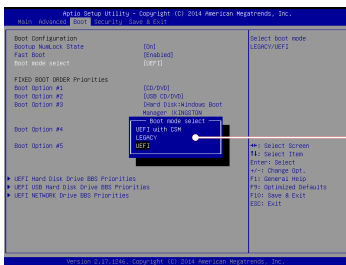 Aptio Setup Utility – Copyright (C) 2014 American Megatrends, Inc.
Main Advanced Boot Security Save & Exit
Boot Configuration
Bootup NumLock State [On]
Fast Boot [Enabled]
Boot mode select [UEFI]
FIXED BOOT ORDER Priorities
Boot Option #1 [CD/DVD]
Boot Option #2 [USB CD/DVD]
Boot Option #3 [Hard Disk:Windows Boot
Manager (KINGSTON
Boot Option #4
Boot Option #5
Boot mode select
UEFI with CSM
LEGACY
UEFI
▶ UEFI Hard Disk Drive BBS Priorities
▶ UEFI USB Hard Disk Drive BBS Priorities
▶ UEFI NETWORK Drive BBS Priorities
Select boot mode
LEGACY/UEFI
→←: Select Screen
↑↓: Select Item
Enter: Select
+/-: Change Opt.
F1: General Help
F9: Optimized Defaults
F10: Save & Exit
ESC: Exit
Version 2.17.1246. Copyright (C) 2014 American Megatrends, Inc.